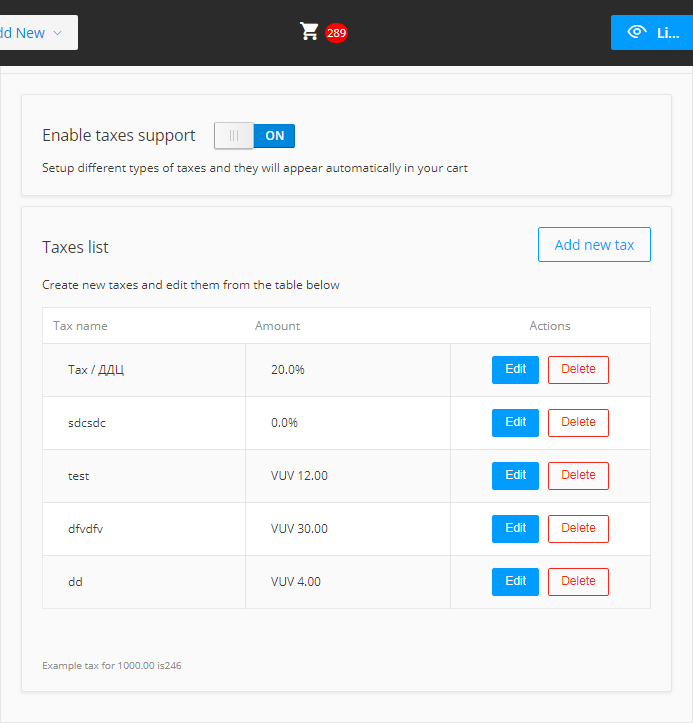 dd New
289
Li...
Enable taxes support
ON
Setup different types of taxes and they will appear automatically in your cart
Taxes list
Add new tax
Create new taxes and edit them from the table below
Tax name Amount Actions
Tax / ДДЦ 20.0% Edit Delete
sdcsdc 0.0% Edit Delete
test VUV 12.00 Edit Delete
dfvdfv VUV 30.00 Edit Delete
dd VUV 4.00 Edit Delete
Example tax for 1000.00 is246